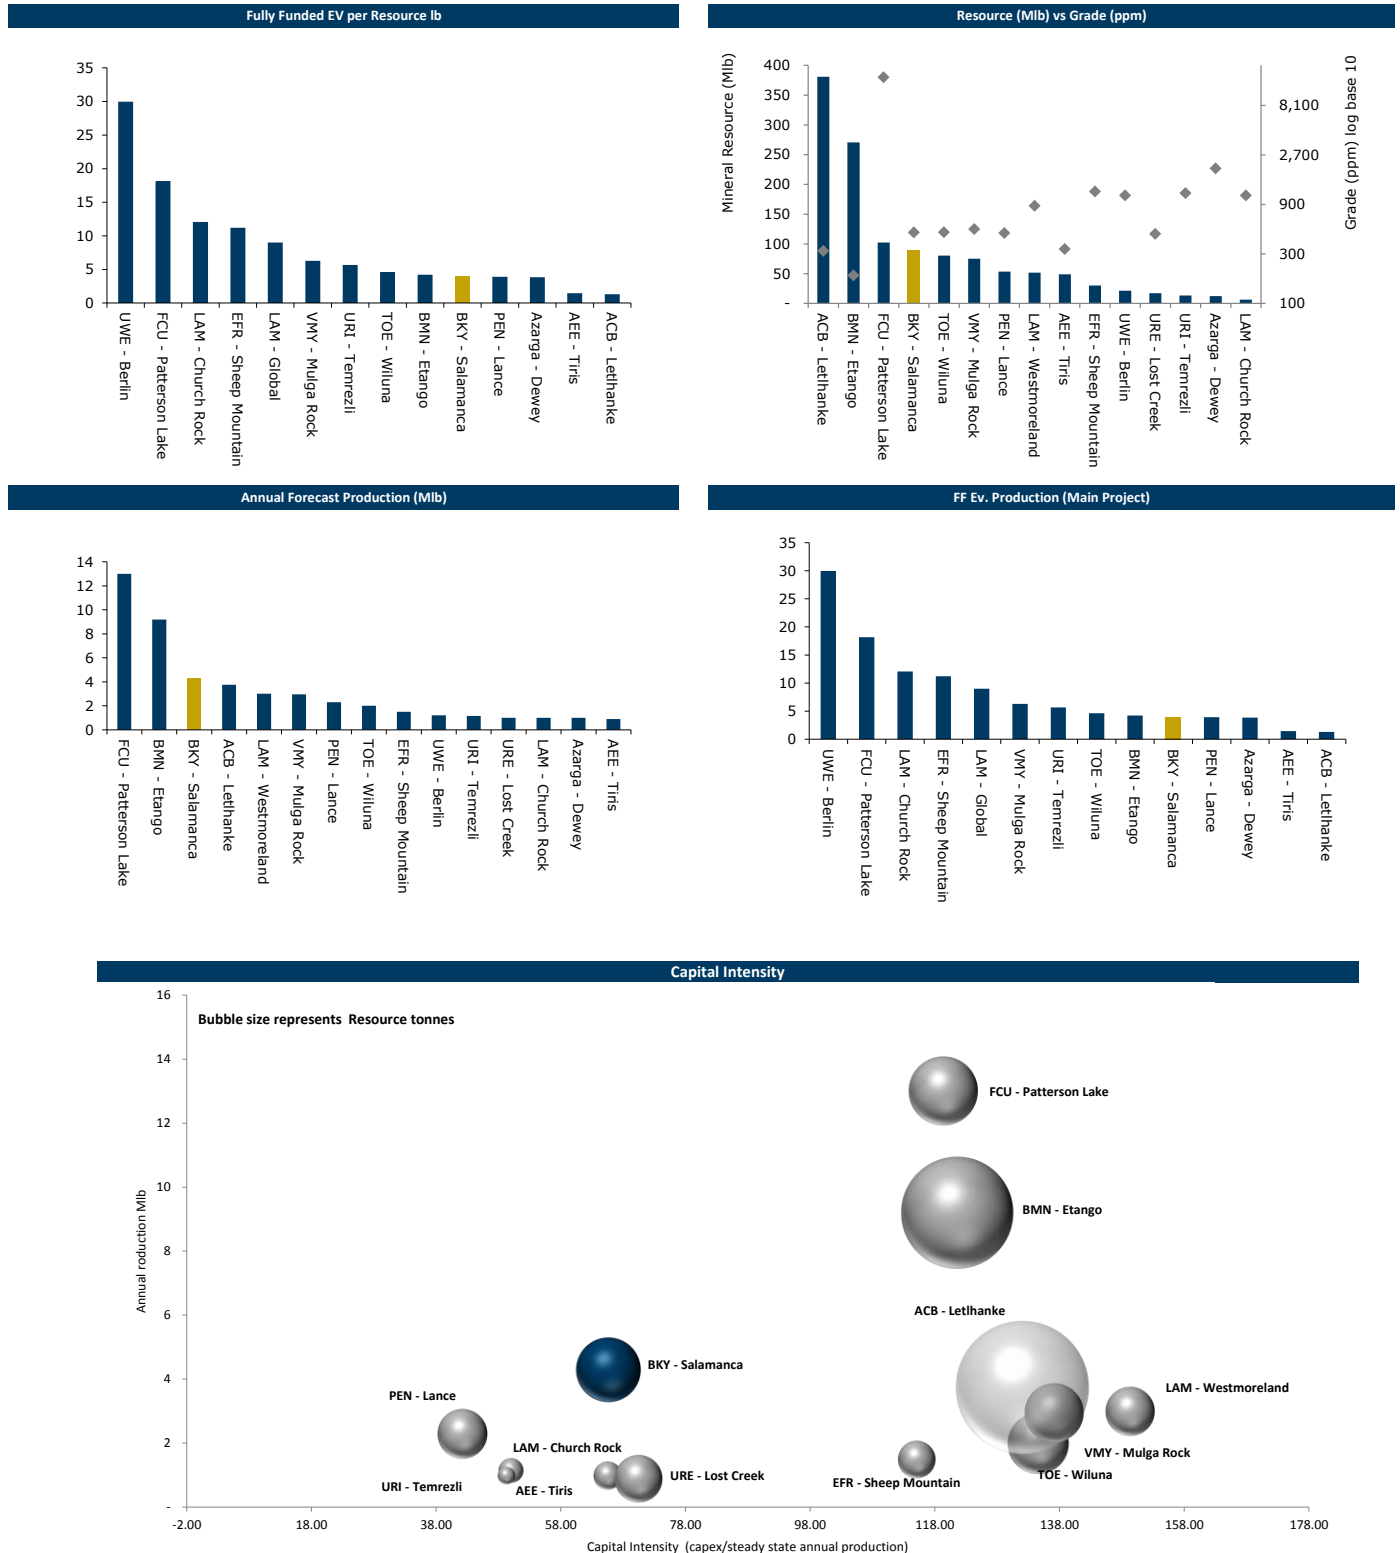 Fully Funded EV per Resource lb
35
30
25
20
15
10
5
0
UWE - Berlin
FCU - Patterson Lake
LAM - Church Rock
EFR - Sheep Mountain
LAM - Global
VMY - Mulga Rock
URI - Temrezli
TOE - Wiluna
BMN - Etango
BKY - Salamanca
PEN - Lance
Azarga - Dewey
AEE - Tiris
ACB - Letlhanke
Resource (Mlb) vs Grade (ppm)
Mineral Resource (Mlb)
400
350
300
250
200
150
100
50
-
8,100
2,700
900
300
100
Grade (ppm) log base 10
ACB - Letlhanke
BMN - Etango
FCU - Patterson Lake
BKY - Salamanca
TOE - Wiluna
VMY - Mulga Rock
PEN - Lance
LAM - Westmoreland
AEE - Tiris
EFR - Sheep Mountain
UWE - Berlin
URE - Lost Creek
URI - Temrezli
Azarga - Dewey
LAM - Church Rock
Annual Forecast Production (Mlb)
14
12
10
8
6
4
2
0
FCU - Patterson Lake
BMN - Etango
BKY - Salamanca
ACB - Letlhanke
LAM - Westmoreland
VMY - Mulga Rock
PEN - Lance
TOE - Wiluna
EFR - Sheep Mountain
UWE - Berlin
URI - Temrezli
URE - Lost Creek
LAM - Church Rock
Azarga - Dewey
AEE - Tiris
FF Ev. Production (Main Project)
35
30
25
20
15
10
5
0
UWE - Berlin
FCU - Patterson Lake
LAM - Church Rock
EFR - Sheep Mountain
LAM - Global
VMY - Mulga Rock
URI - Temrezli
TOE - Wiluna
BMN - Etango
BKY - Salamanca
PEN - Lance
Azarga - Dewey
AEE - Tiris
ACB - Letlhanke
Capital Intensity
Bubble size represents Resource tonnes
Annual roduction Mlb
16
14
12
10
8
6
4
2
-
FCU - Patterson Lake
BMN - Etango
ACB - Letlhanke
BKY - Salamanca
LAM - Westmoreland
PEN - Lance
LAM - Church Rock
VMY - Mulga Rock
URE - Lost Creek
TOE - Wiluna
EFR - Sheep Mountain
URI - Temrezli
AEE - Tiris
-2.00
18.00
38.00
58.00
78.00
98.00
118.00
138.00
158.00
178.00
Capital Intensity (capex/steady state annual production)